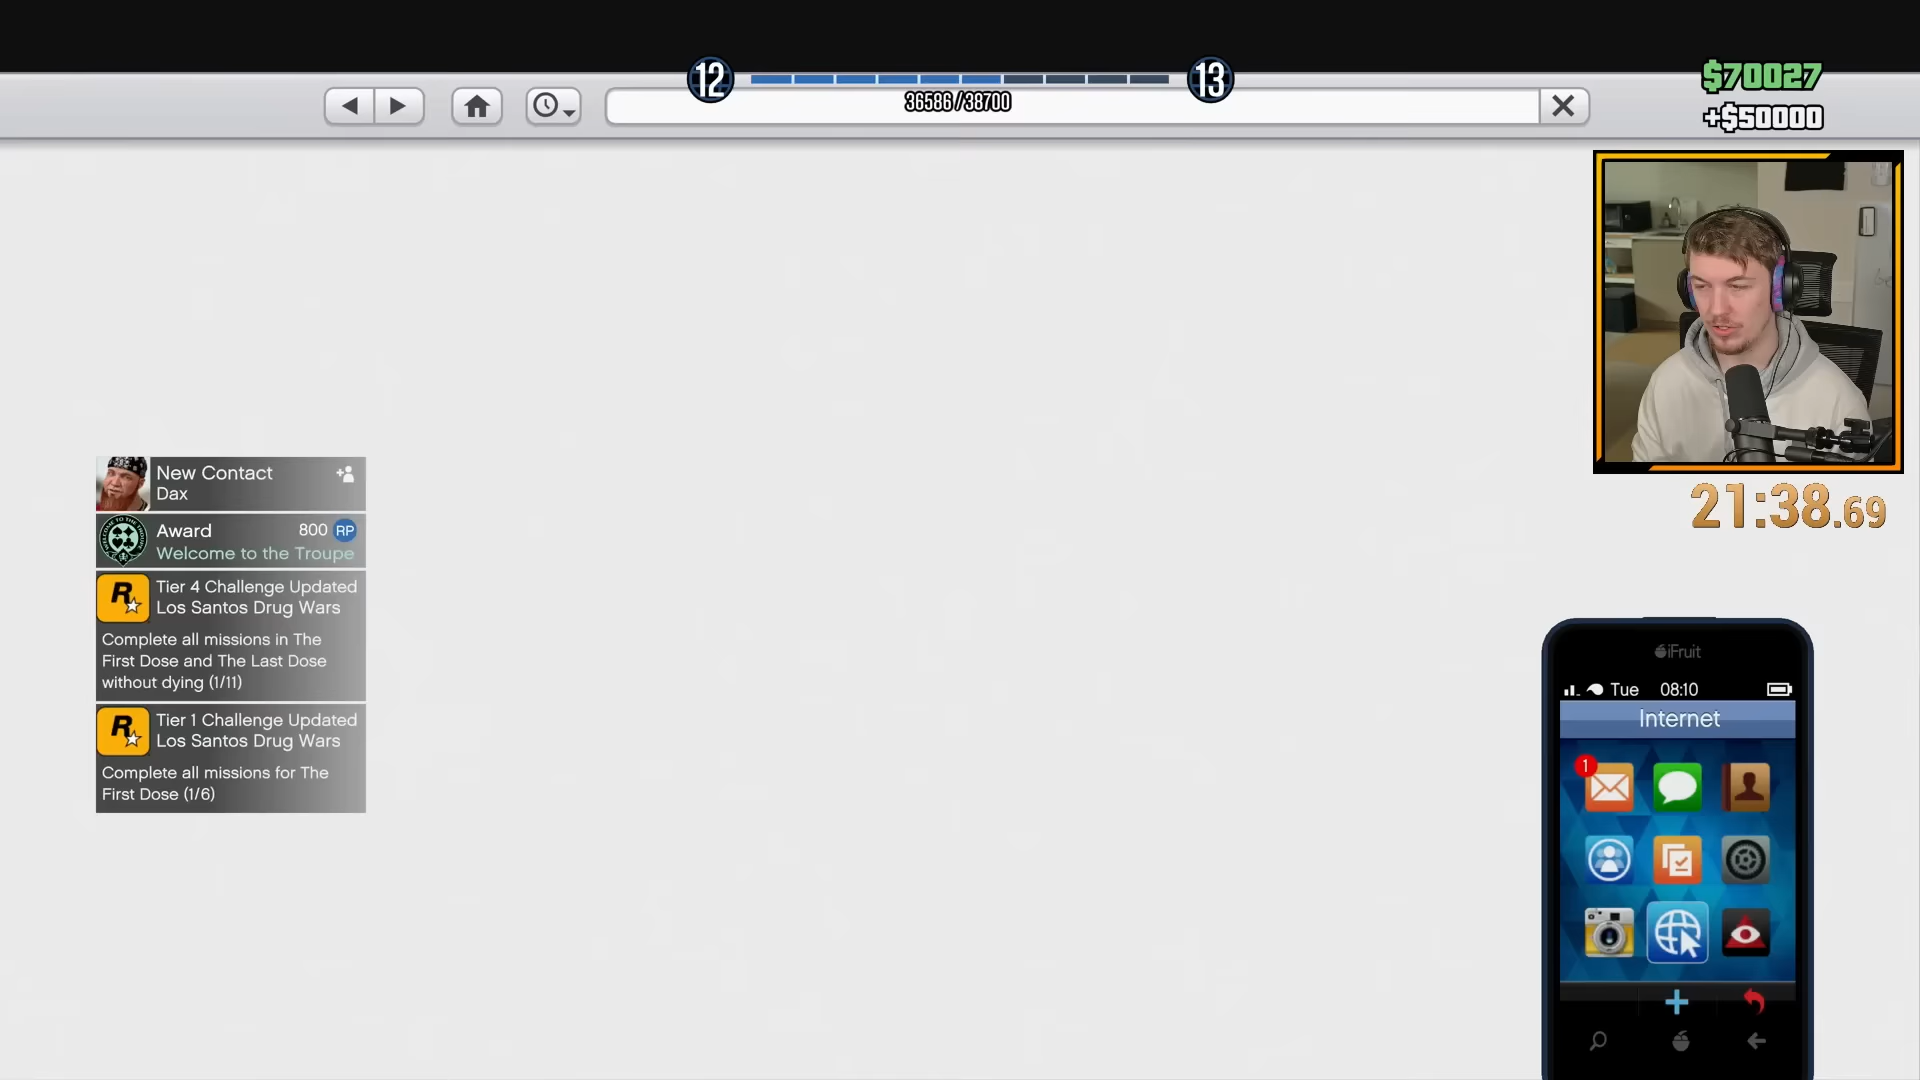 12
13
36586/38700
$70027
+$50000
21:38.69
New Contact
Dax
Award 800 RP
Welcome to the Troupe
Tier 4 Challenge Updated
Los Santos Drug Wars
Complete all missions in The
First Dose and The Last Dose
without dying (1/11)
Tier 1 Challenge Updated
Los Santos Drug Wars
Complete all missions for The
First Dose (1/6)
iFruit
Tue 08:10
Internet
1